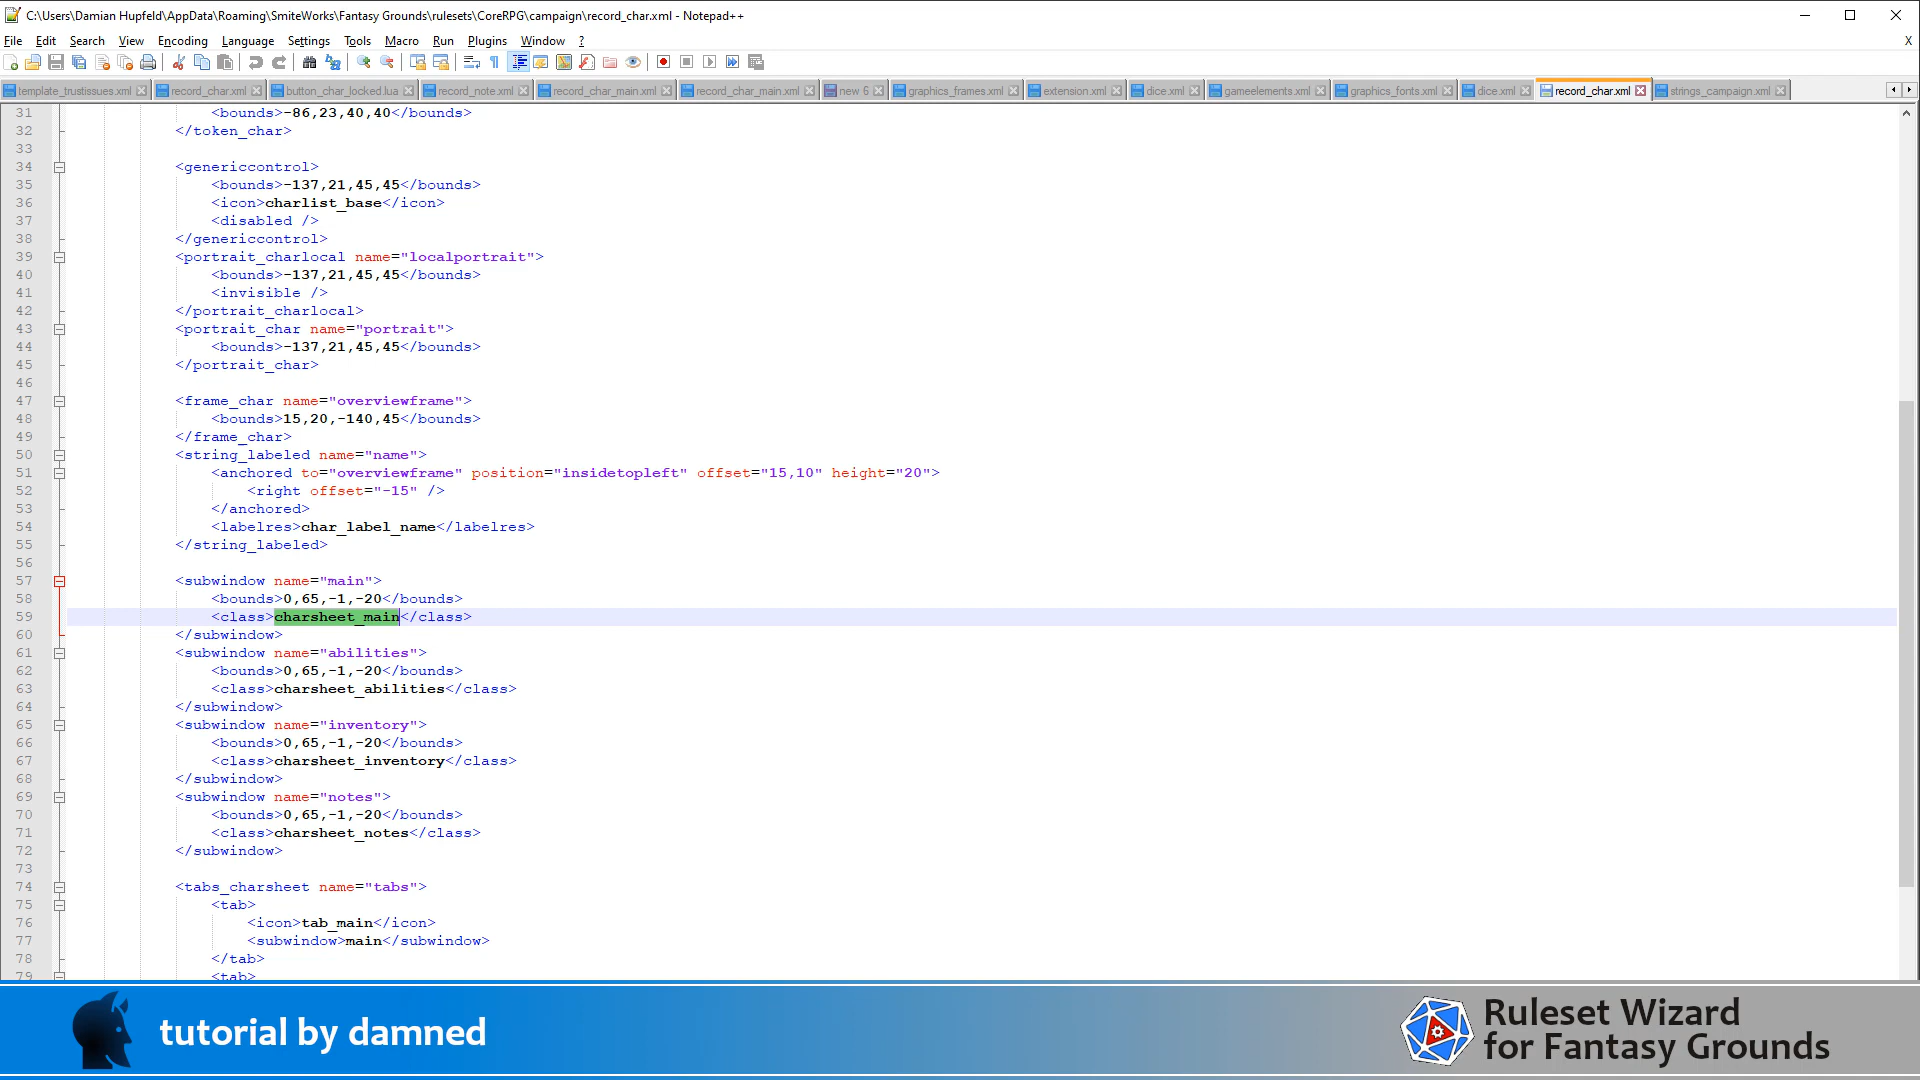 C:\Users\Damian Hupfeld\AppData\Roaming\SmiteWorks\Fantasy Grounds\rulesets\CoreRPG\campaign\record_char.xml - Notepad++
File Edit Search View Encoding Language Settings Tools Macro Run Plugins Window ? X
template_trustissues.xml record_char.xml button_char_locked.lua record_note.xml record_char_main.xml record_char_main.xml new 6 graphics_frames.xml extension.xml dice.xml gameelements.xml graphics_fonts.xml dice.xml record_char.xml strings_campaign.xml
31 <bounds>-86,23,40,40</bounds>
32 </token_char>
33
34 <genericcontrol>
35 <bounds>-137,21,45,45</bounds>
36 <icon>charlist_base</icon>
37 <disabled />
38 </genericcontrol>
39 <portrait_charlocal name="localportrait">
40 <bounds>-137,21,45,45</bounds>
41 <invisible />
42 </portrait_charlocal>
43 <portrait_char name="portrait">
44 <bounds>-137,21,45,45</bounds>
45 </portrait_char>
46
47 <frame_char name="overviewframe">
48 <bounds>15,20,-140,45</bounds>
49 </frame_char>
50 <string_labeled name="name">
51 <anchored to="overviewframe" position="insidetopleft" offset="15,10" height="20">
52 <right offset="-15" />
53 </anchored>
54 <labelres>char_label_name</labelres>
55 </string_labeled>
56
57 <subwindow name="main">
58 <bounds>0,65,-1,-20</bounds>
59 <class>charsheet_main</class>
60 </subwindow>
61 <subwindow name="abilities">
62 <bounds>0,65,-1,-20</bounds>
63 <class>charsheet_abilities</class>
64 </subwindow>
65 <subwindow name="inventory">
66 <bounds>0,65,-1,-20</bounds>
67 <class>charsheet_inventory</class>
68 </subwindow>
69 <subwindow name="notes">
70 <bounds>0,65,-1,-20</bounds>
71 <class>charsheet_notes</class>
72 </subwindow>
73
74 <tabs_charsheet name="tabs">
75 <tab>
76 <icon>tab_main</icon>
77 <subwindow>main</subwindow>
78 </tab>
79 <tab>
tutorial by damned
Ruleset Wizard
for Fantasy Grounds